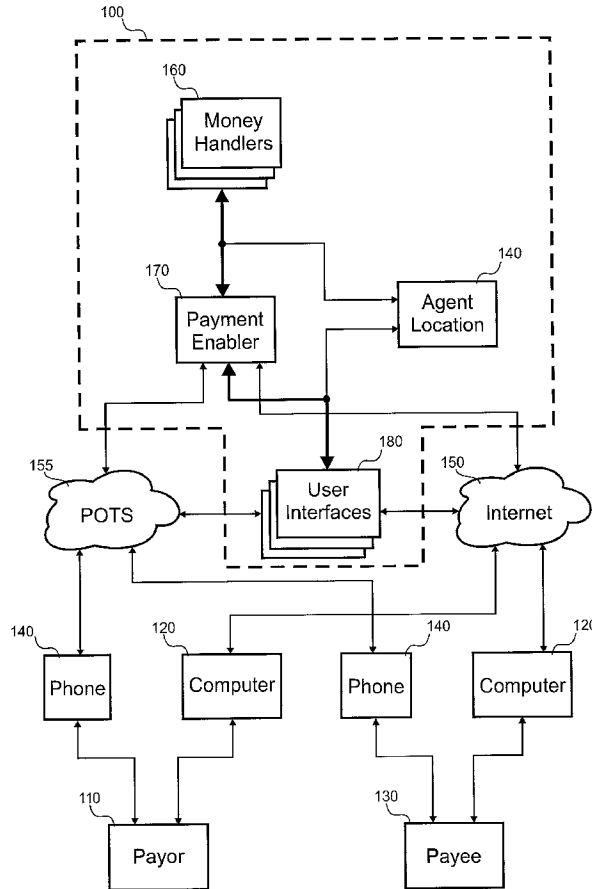 100
160
Money
Handlers
170
Payment
Enabler
140
Agent
Location
180
User
Interfaces
155
POTS
150
Internet
140
Phone
120
Computer
140
Phone
120
Computer
110
Payor
130
Payee